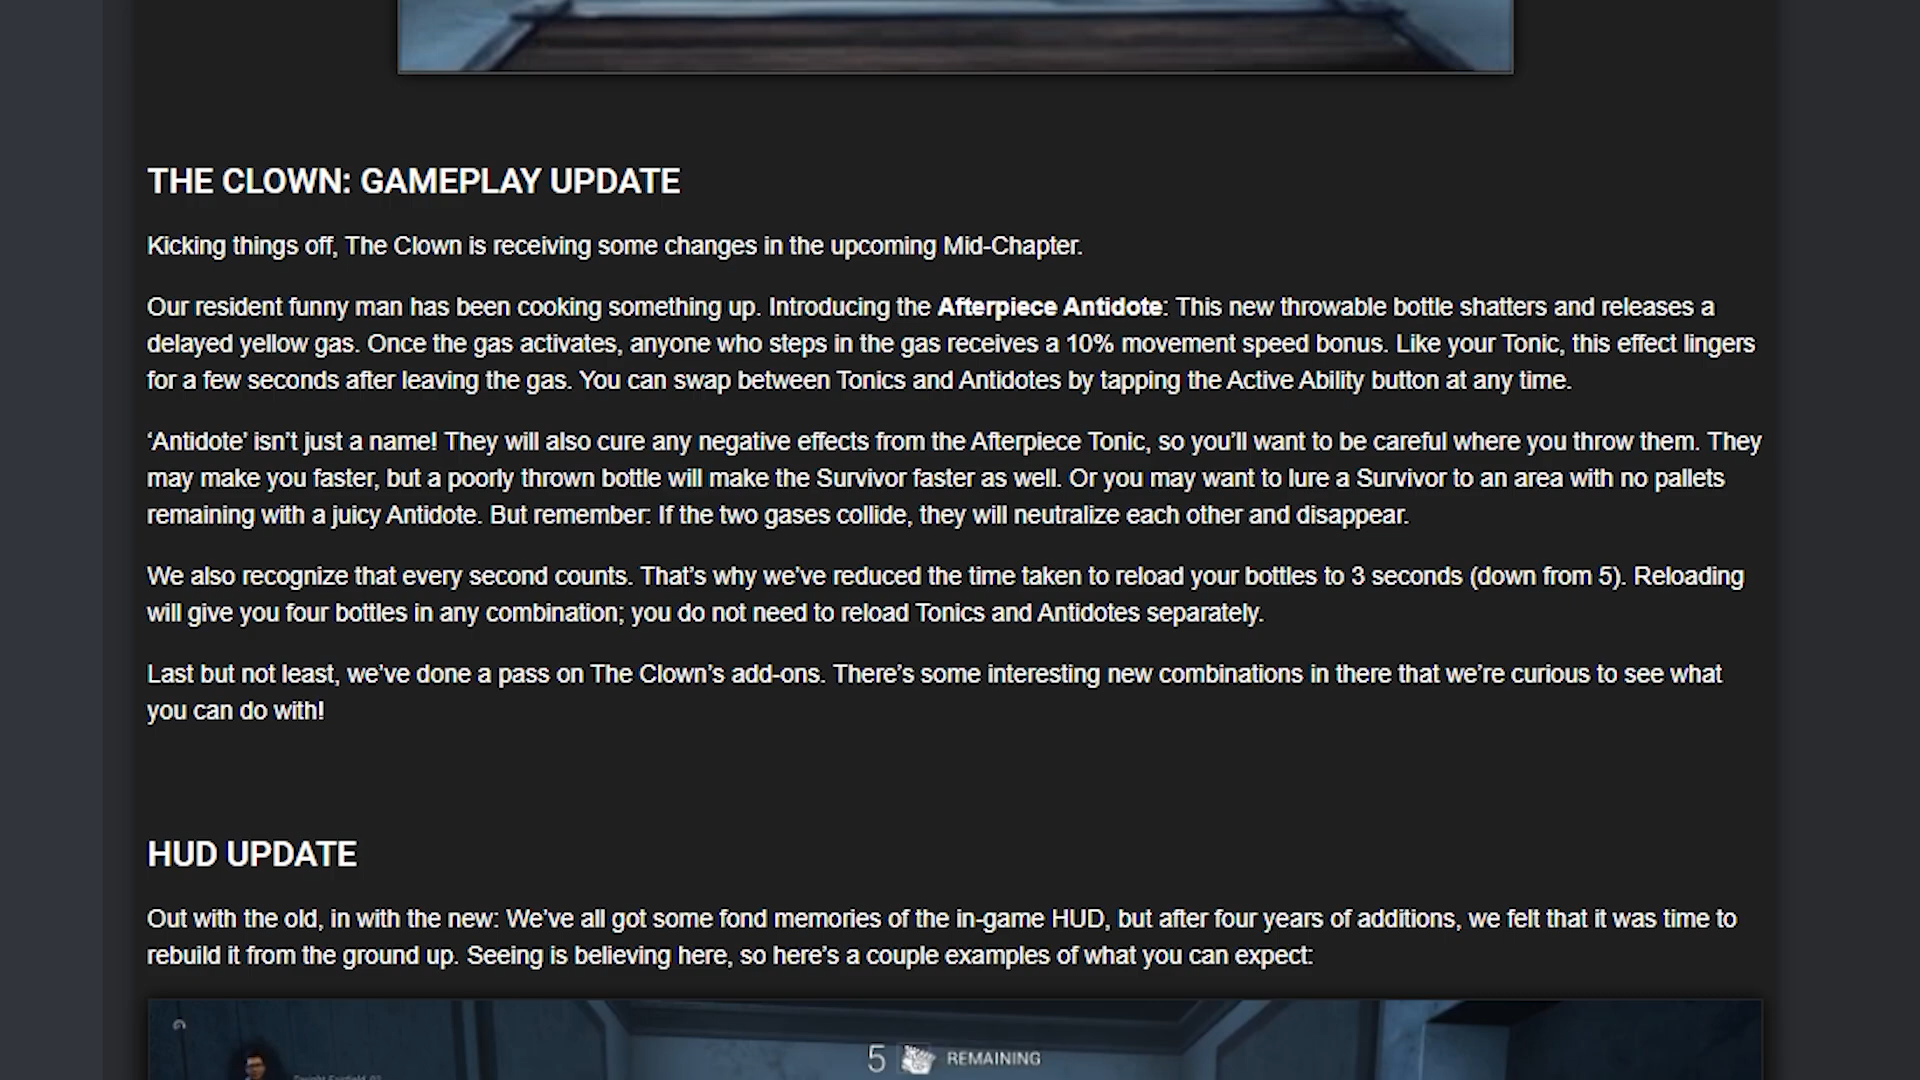 THE CLOWN: GAMEPLAY UPDATE
Kicking things off, The Clown is receiving some changes in the upcoming Mid-Chapter.
Our resident funny man has been cooking something up. Introducing the Afterpiece Antidote: This new throwable bottle shatters and releases a
delayed yellow gas. Once the gas activates, anyone who steps in the gas receives a 10% movement speed bonus. Like your Tonic, this effect lingers
for a few seconds after leaving the gas. You can swap between Tonics and Antidotes by tapping the Active Ability button at any time.
‘Antidote’ isn’t just a name! They will also cure any negative effects from the Afterpiece Tonic, so you’ll want to be careful where you throw them. They
may make you faster, but a poorly thrown bottle will make the Survivor faster as well. Or you may want to lure a Survivor to an area with no pallets
remaining with a juicy Antidote. But remember: If the two gases collide, they will neutralize each other and disappear.
We also recognize that every second counts. That’s why we’ve reduced the time taken to reload your bottles to 3 seconds (down from 5). Reloading
will give you four bottles in any combination; you do not need to reload Tonics and Antidotes separately.
Last but not least, we’ve done a pass on The Clown’s add-ons. There’s some interesting new combinations in there that we’re curious to see what
you can do with!
HUD UPDATE
Out with the old, in with the new: We’ve all got some fond memories of the in-game HUD, but after four years of additions, we felt that it was time to
rebuild it from the ground up. Seeing is believing here, so here’s a couple examples of what you can expect:
5 REMAINING